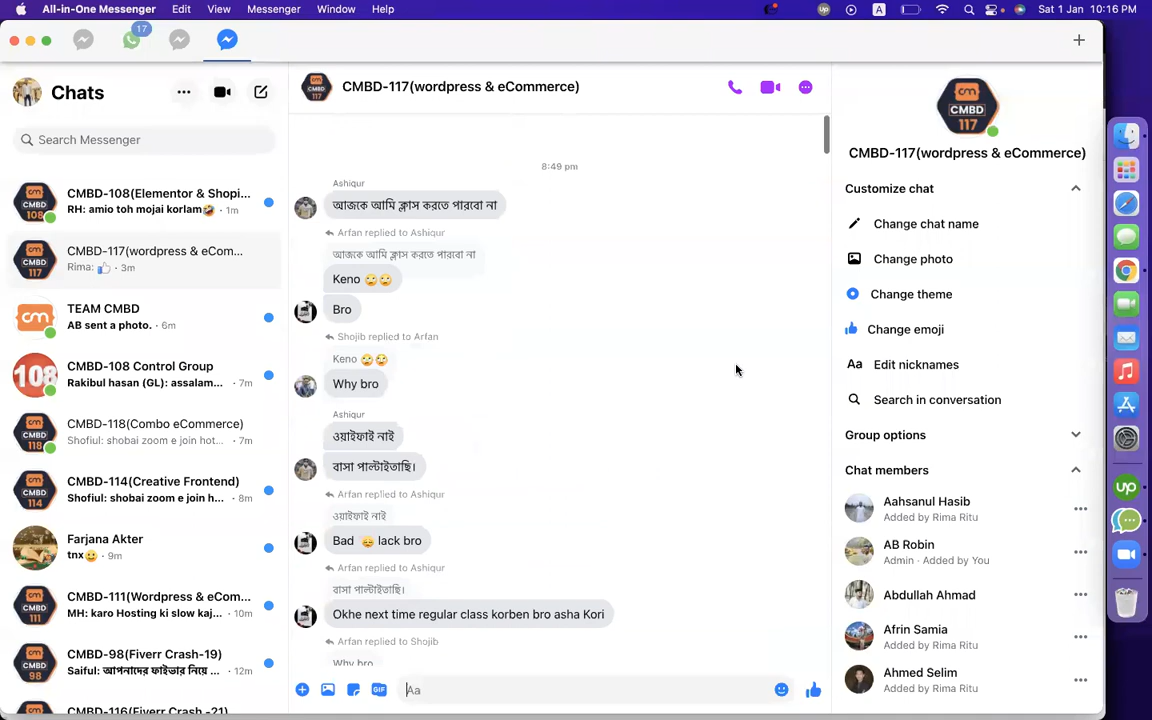 All-in-One Messenger Edit View Messenger Window Help
up A Sat 1 Jan 10:16 PM
17
Chats
Search Messenger
CMBD-108(Elementor & Shopi...
RH: amio toh mojai korlam🤣 · 1m
CMBD-117(wordpress & eCom...
Rima: 👍 · 3m
TEAM CMBD
AB sent a photo. · 6m
CMBD-108 Control Group
Rakibul hasan (GL): assalam... · 7m
CMBD-118(Combo eCommerce)
Shofiul: shobai zoom e join hot... · 7m
CMBD-114(Creative Frontend)
Shofiul: shobai zoom e join h... · 8m
Farjana Akter
tnx😀 · 9m
CMBD-111(Wordpress & eCom...
MH: karo Hosting ki slow kaj... · 10m
CMBD-98(Fiverr Crash-19)
Saiful: আপনাদের ফাইভার নিয়ে ... · 12m
CMBD-116(Fiverr Crash -21)
CMBD-117(wordpress & eCommerce)
8:49 pm
Ashiqur
আজকে আমি ক্লাস করতে পারবো না
Arfan replied to Ashiqur
আজকে আমি ক্লাস করতে পারবো না
Keno 🙄🙄
Bro
Shojib replied to Arfan
Keno 🙄🙄
Why bro
Ashiqur
ওয়াইফাই নাই
বাসা পাল্টাইতাছি।
Arfan replied to Ashiqur
ওয়াইফাই নাই
Bad 😞 lack bro
Arfan replied to Ashiqur
বাসা পাল্টাইতাছি।
Okhe next time regular class korben bro asha Kori
Arfan replied to Shojib
Why bro
GIF Aa
cm
CMBD
117
CMBD-117(wordpress & eCommerce)
Customize chat
Change chat name
Change photo
Change theme
Change emoji
Aa Edit nicknames
Search in conversation
Group options
Chat members
Aahsanul Hasib
Added by Rima Ritu
AB Robin
Admin · Added by You
Abdullah Ahmad
Afrin Samia
Added by Rima Ritu
Ahmed Selim
Added by Rima Ritu
up